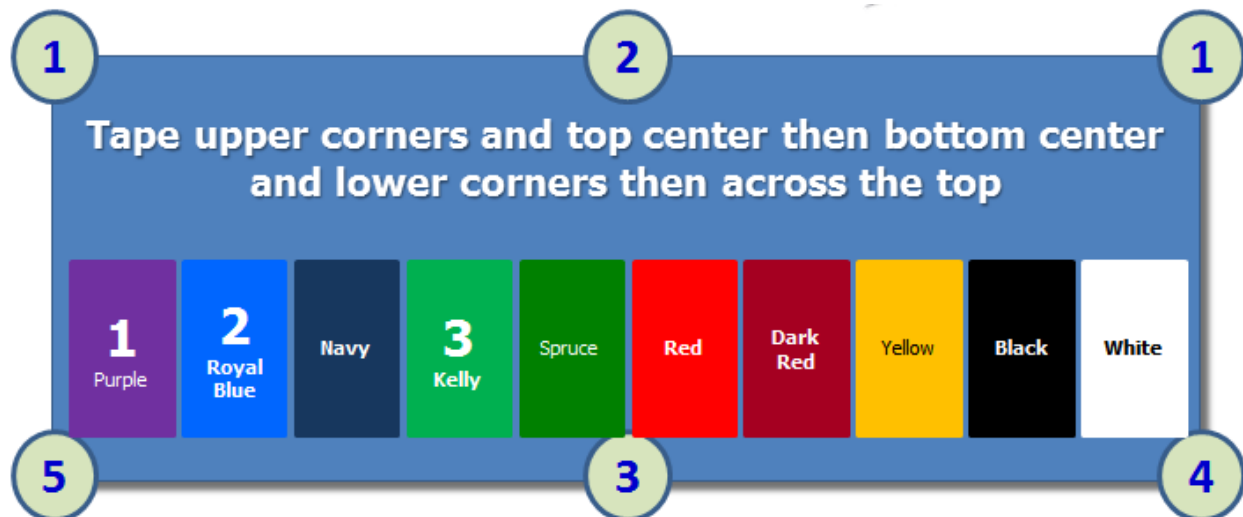 1 2 1
Tape upper corners and top center then bottom center
and lower corners then across the top
1
Purple
2
Royal
Blue
Navy
3
Kelly
Spruce
Red
Dark
Red
Yellow
Black
White
5 3 4